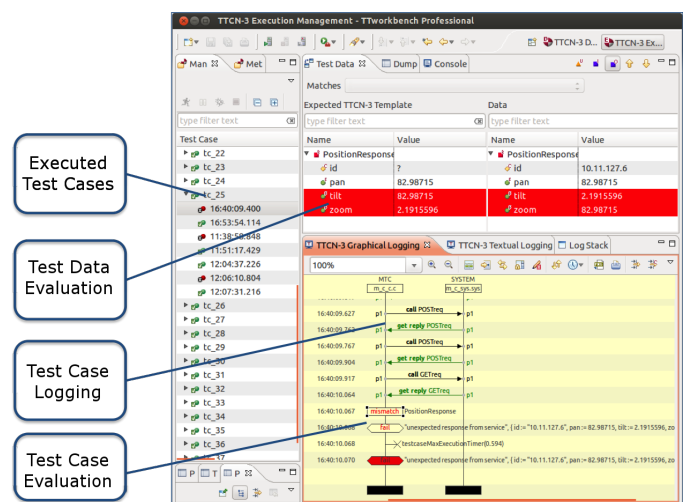 TTCN-3 Execution Management - TTworkbench Professional
TTCN-3 D... TTCN-3 Ex...
Man Met
Test Data Dump Console
Matches
Expected TTCN-3 Template Data
type filter text type filter text type filter text
Test Case
Name Value Name Value
PositionResponse PositionResponse
id ? id 10.11.127.6
pan 82.98715 pan 82.98715
tilt 82.98715 tilt 2.1915596
zoom 2.1915596 zoom 82.98715
tc_22
tc_23
tc_24
tc_25
16:40:09.400
16:53:54.114
11:38:58.848
11:51:17.429
12:04:37.226
12:06:10.804
12:07:31.216
tc_26
tc_27
tc_28
tc_29
tc_30
tc_31
tc_32
tc_33
tc_34
tc_35
tc_36
P T P
Executed
Test Cases
Test Data
Evaluation
Test Case
Logging
Test Case
Evaluation
TTCN-3 Graphical Logging TTCN-3 Textual Logging Log Stack
100%
MTC SYSTEM
m_c_c.c m_c_sys.sys
16:40:09.627 p1 call POSTreq p1
16:40:09.763 p1 get reply POSTreq p1
16:40:09.767 p1 call POSTreq p1
16:40:09.904 p1 get reply POSTreq p1
16:40:09.917 p1 call GETreq p1
16:40:10.064 p1 get reply GETreq p1
16:40:10.067 mismatch PositionResponse
16:40:10.068 fail "unexpected response from service", { id := "10.11.127.6", pan := 82.98715, tilt := 2.1915596, zo
16:40:10.068 testcaseMaxExecutionTimer(0.594)
16:40:10.070 "unexpected response from service", { id := "10.11.127.6", pan := 82.98715, tilt := 2.1915596, zo